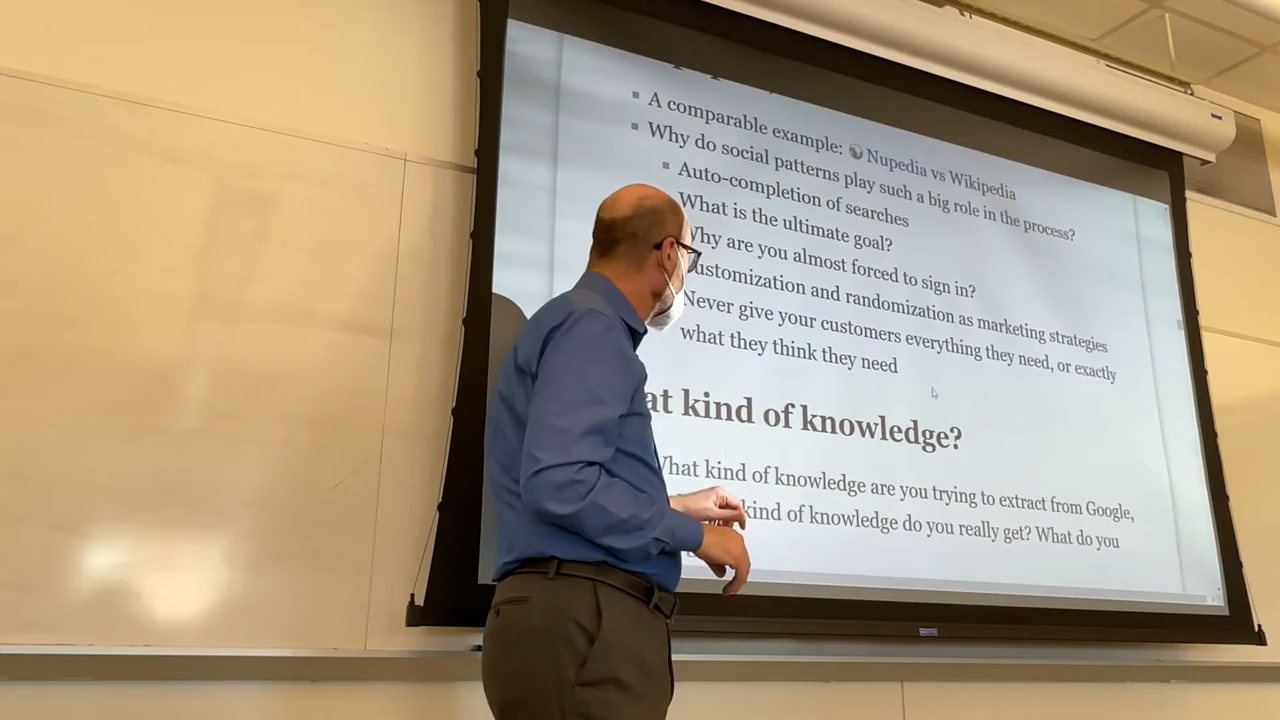 A comparable example: Nupedia vs Wikipedia
Why do social patterns play such a big role in the process?
Auto-completion of searches
What is the ultimate goal?
Why are you almost forced to sign in?
customization and randomization as marketing strategies
Never give your customers everything they need, or exactly
what they think they need
at kind of knowledge?
What kind of knowledge are you trying to extract from Google,
kind of knowledge do you really get? What do you